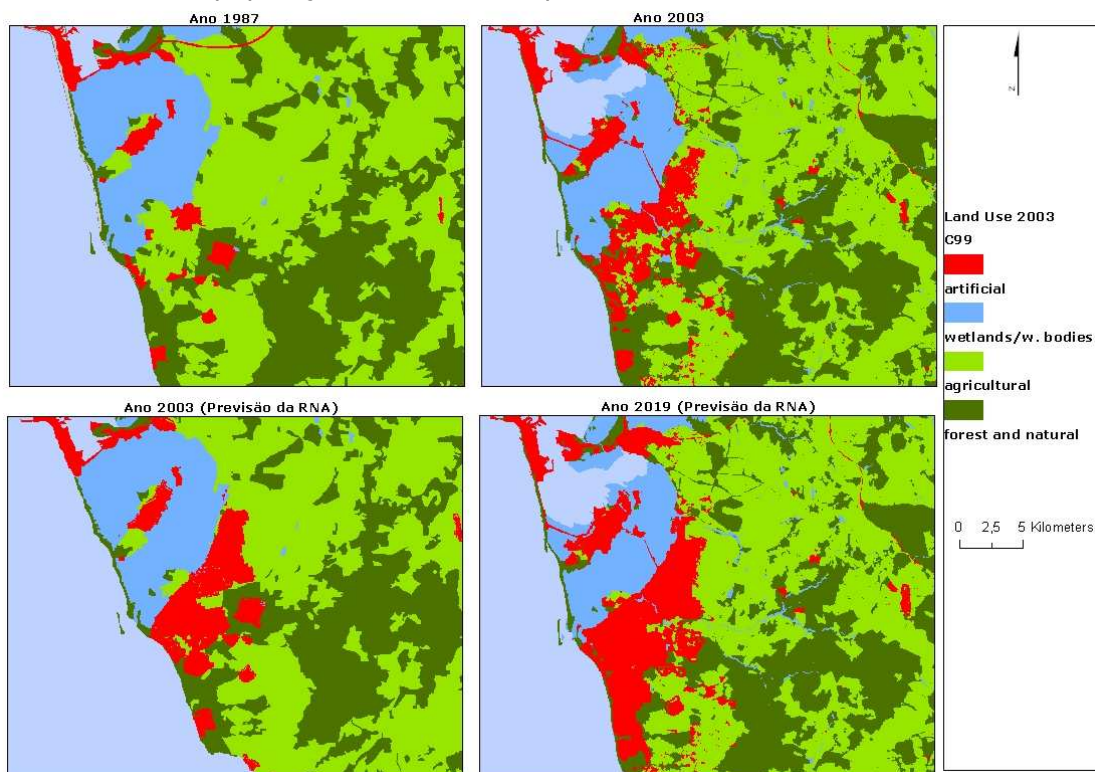 Ano 1987
Ano 2003
N
Land Use 2003
C99
artificial
wetlands/w. bodies
agricultural
forest and natural
0 2,5 5 Kilometers
Ano 2003 (Previsão da RNA)
Ano 2019 (Previsão da RNA)